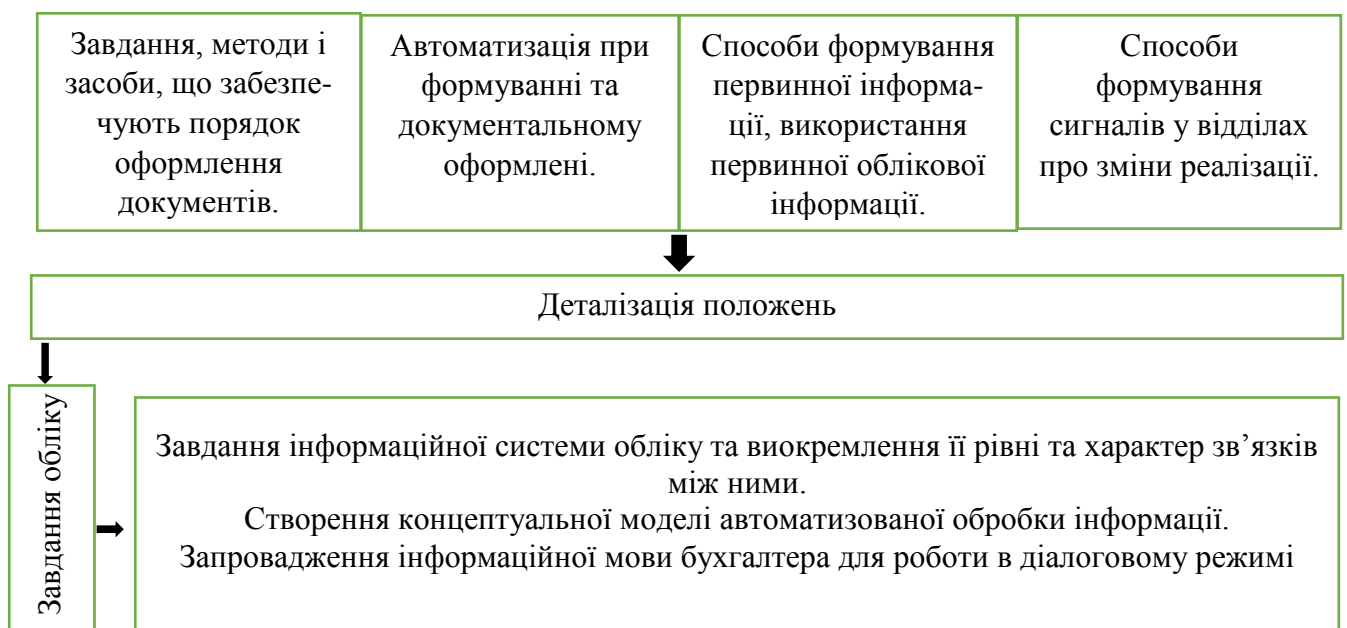 Завдання, методи і
засоби, що забезпе-
чують порядок
оформлення
документів.
Автоматизація при
формуванні та
документальному
оформлені.
Способи формування
первинної інформа-
ції, використання
первинної облікової
інформації.
Способи
формування
сигналів у відділах
про зміни реалізації.
Деталізація положень
Завдання обліку
Завдання інформаційної системи обліку та виокремлення її рівні та характер зв’язків
між ними.
Створення концептуальної моделі автоматизованої обробки інформації.
Запровадження інформаційної мови бухгалтера для роботи в діалоговому режимі